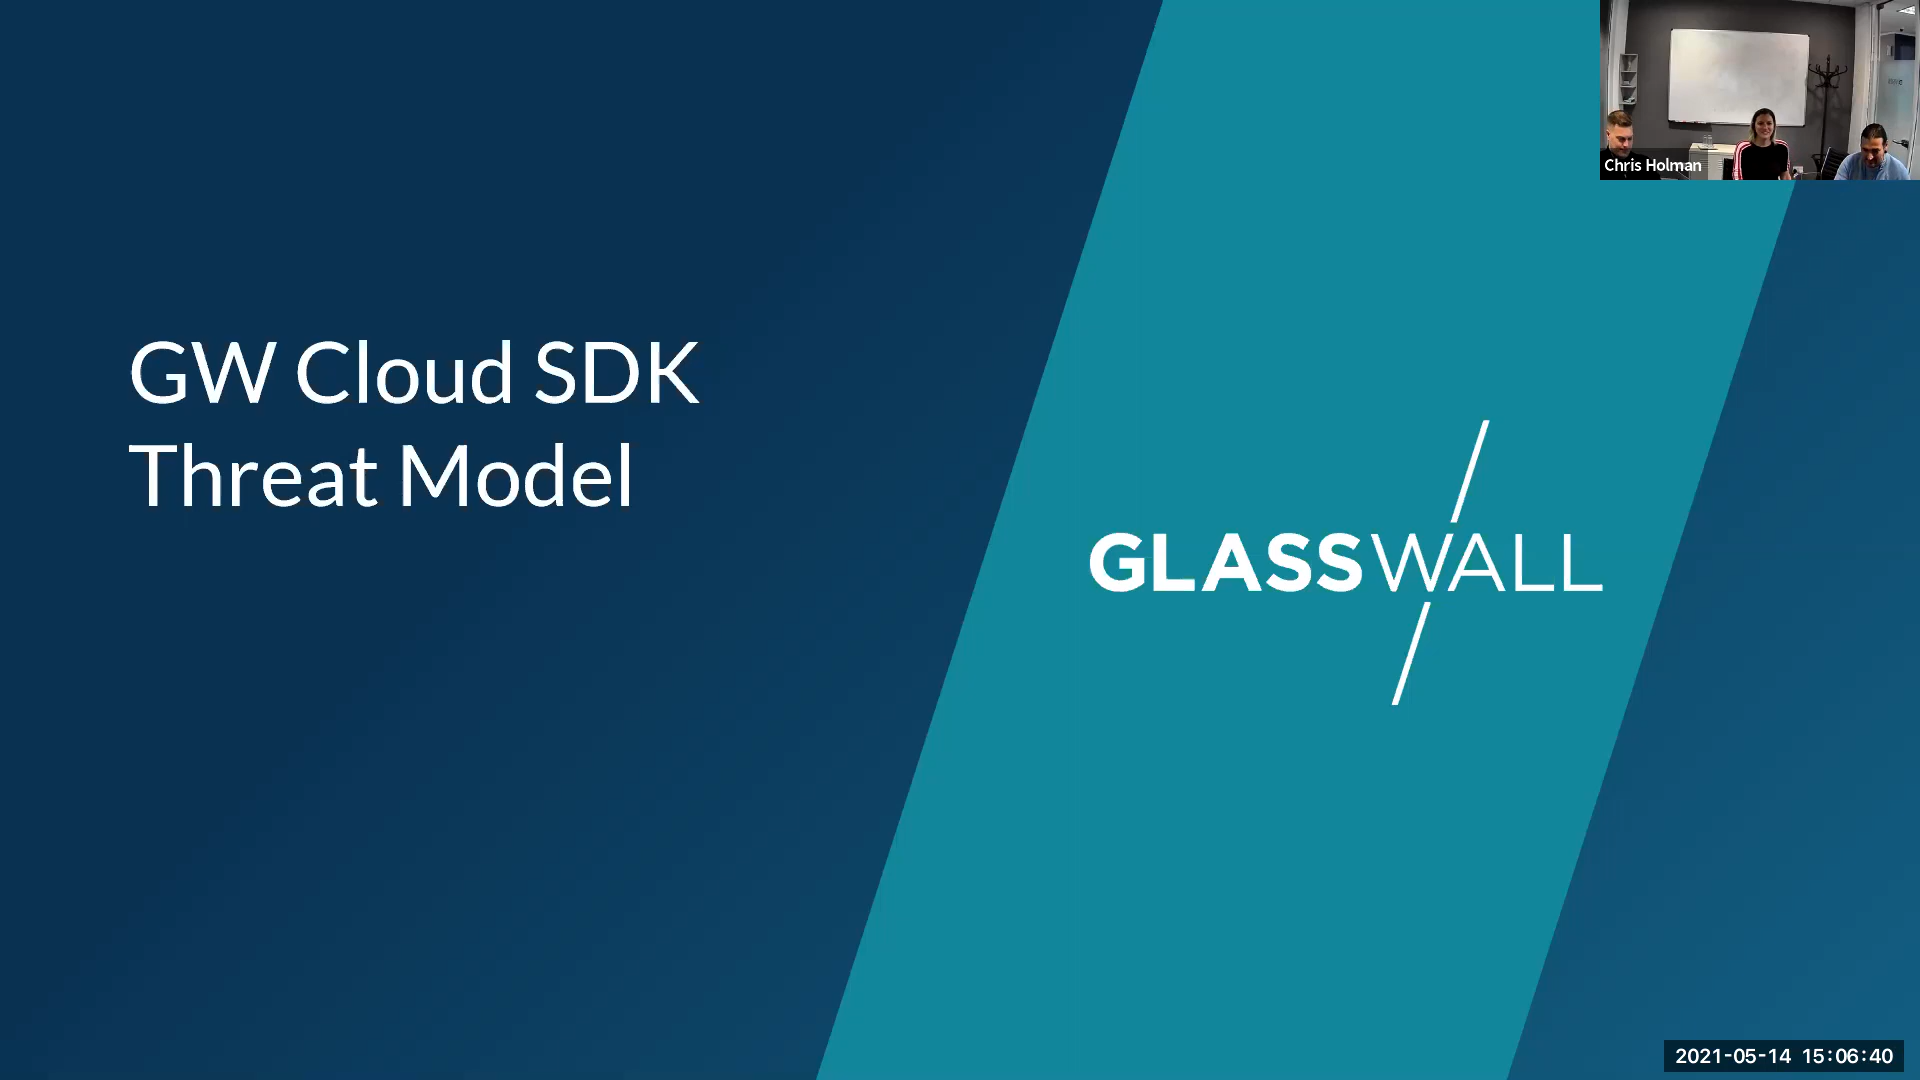 GW Cloud SDK
Threat Model
GLASSWALL
Chris Holman
2021-05-14 15:06:40